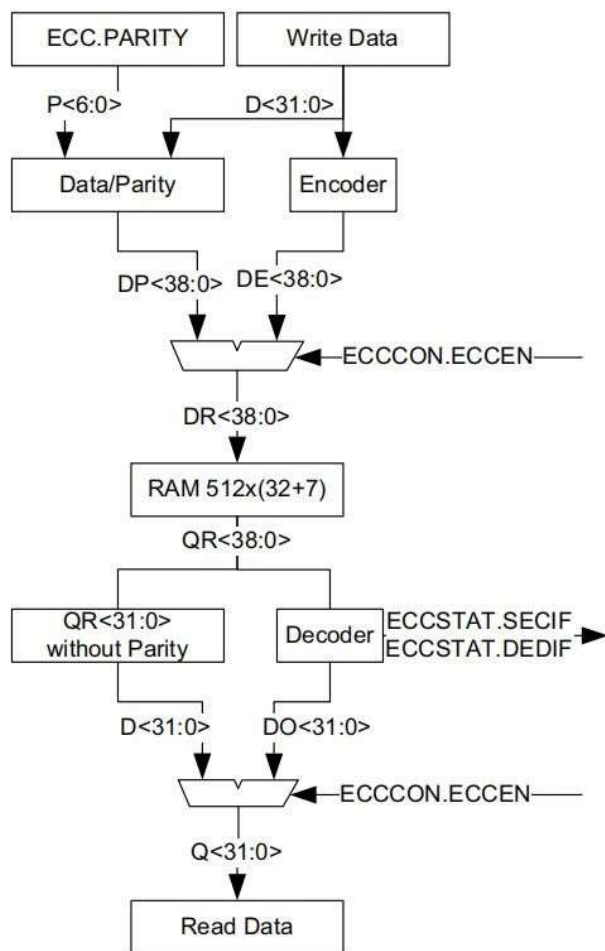 ECC.PARITY
Write Data
P<6:0>
D<31:0>
Data/Parity
Encoder
DP<38:0>
DE<38:0>
ECCCON.ECCEN
DR<38:0>
RAM 512x(32+7)
QR<38:0>
QR<31:0>
without Parity
Decoder
ECCSTAT.SECIF
ECCSTAT.DEDIF
D<31:0>
DO<31:0>
ECCCON.ECCEN
Q<31:0>
Read Data